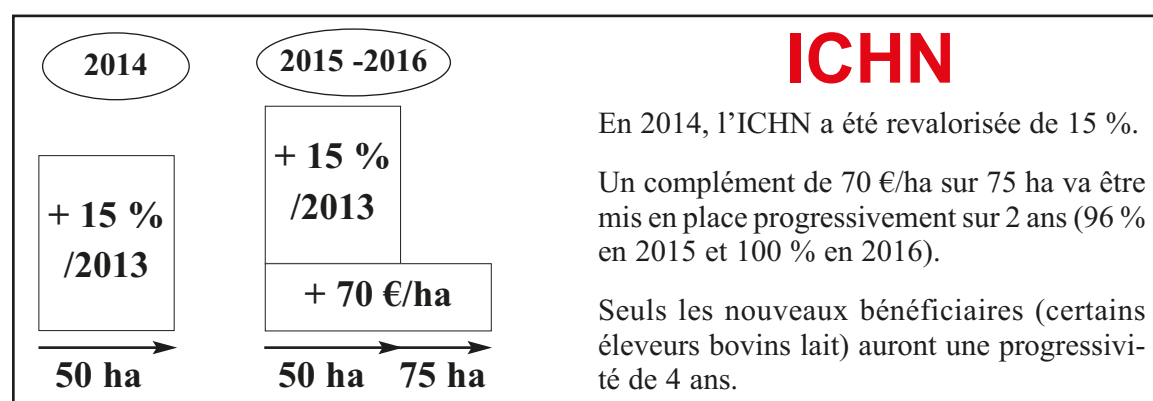 2014
2015 -2016
+ 15 %
/2013
+ 15 %
/2013
+ 70 €/ha
50 ha
50 ha
75 ha
ICHN
En 2014, l’ICHN a été revalorisée de 15 %.
Un complément de 70 €/ha sur 75 ha va être
mis en place progressivement sur 2 ans (96 %
en 2015 et 100 % en 2016).
Seuls les nouveaux bénéficiaires (certains
éleveurs bovins lait) auront une progressivi-
té de 4 ans.